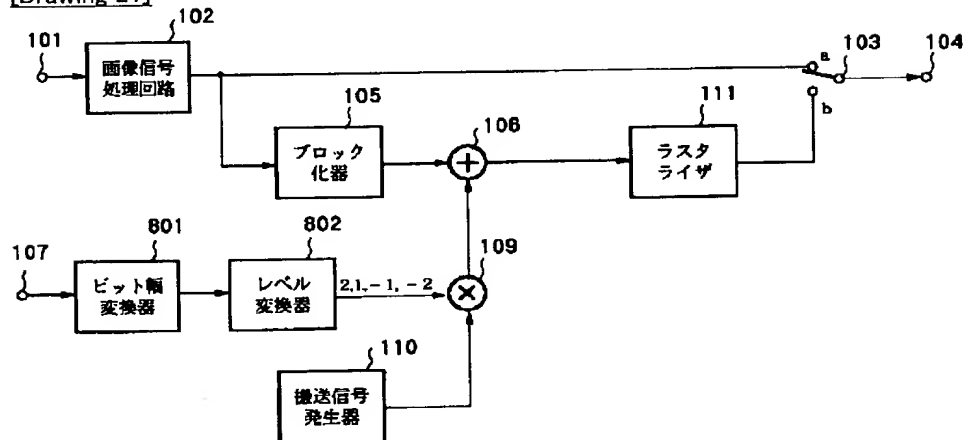 [Drawing 21]
101
102
画像信号
処理回路
a
103
104
b
105
ブロック
化器
106
111
ラスタ
ライザ
107
801
ビット幅
変換器
802
レベル
変換器
2,1,-1,-2
109
110
搬送信号
発生器